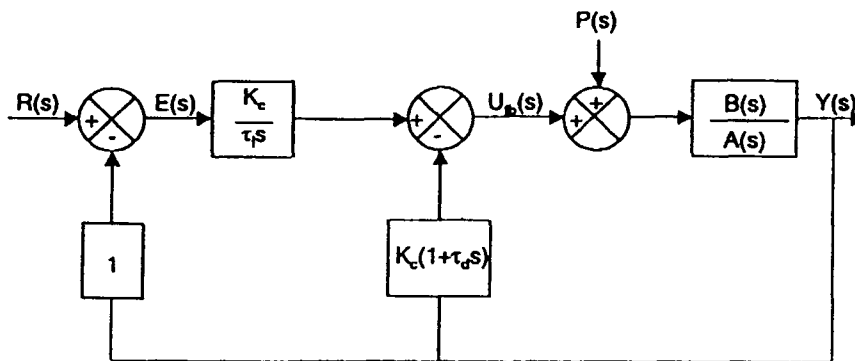 P(s)
R(s)
E(s)
K_c
τ_I s
U_fb(s)
B(s)
A(s)
Y(s)
+
-
+
-
+
+
1
K_c(1+τ_d s)